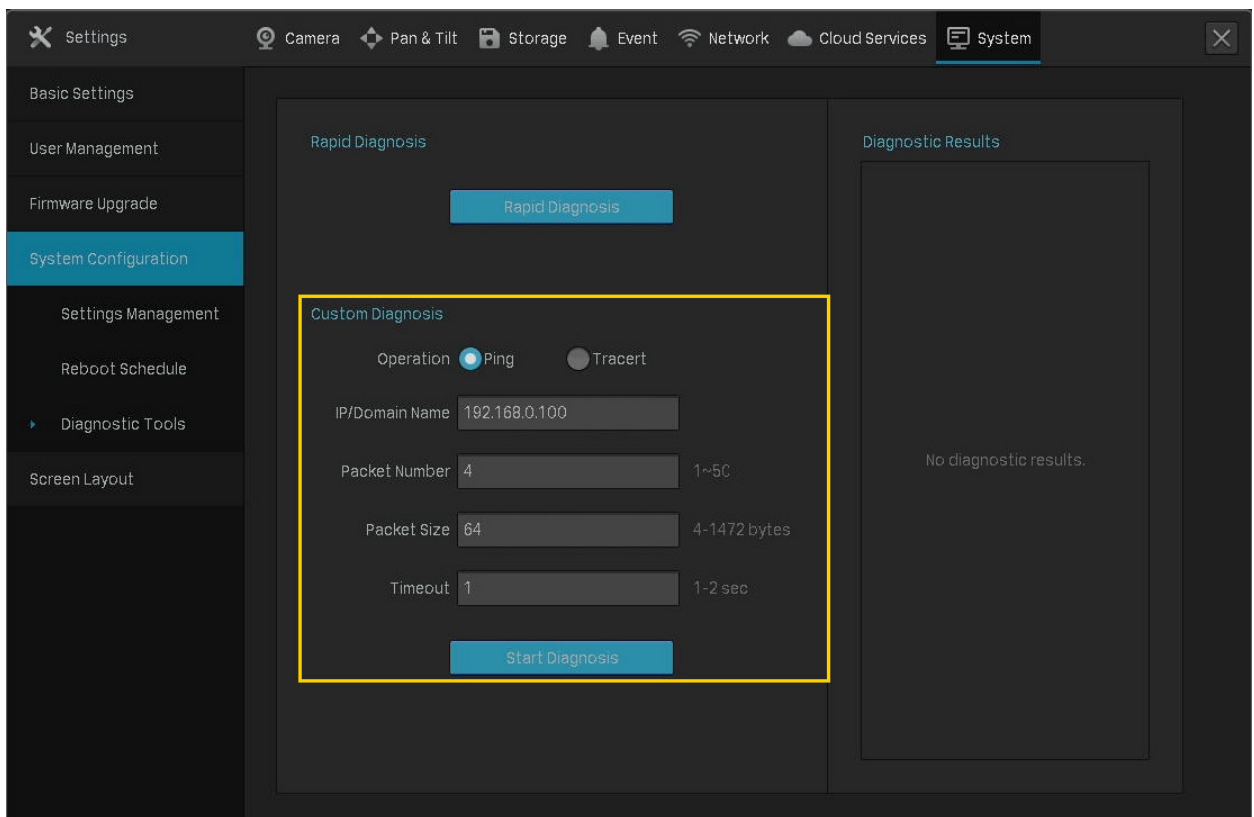 Settings
Camera Pan & Tilt Storage Event Network Cloud Services System
Basic Settings
User Management
Firmware Upgrade
System Configuration
Settings Management
Reboot Schedule
Diagnostic Tools
Screen Layout
Rapid Diagnosis
Rapid Diagnosis
Custom Diagnosis
Operation Ping Tracert
IP/Domain Name 192.168.0.100
Packet Number 4 1~50
Packet Size 64 4-1472 bytes
Timeout 1 1-2 sec
Start Diagnosis
Diagnostic Results
No diagnostic results.